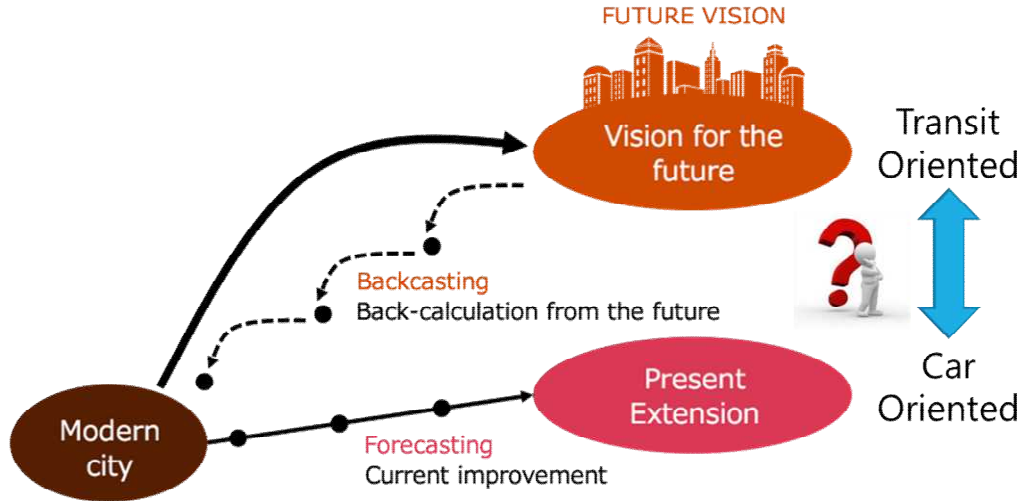 FUTURE VISION
Vision for the
future
Transit
Oriented
Backcasting
Back-calculation from the future
Present
Extension
Car
Oriented
Modern
city
Forecasting
Current improvement